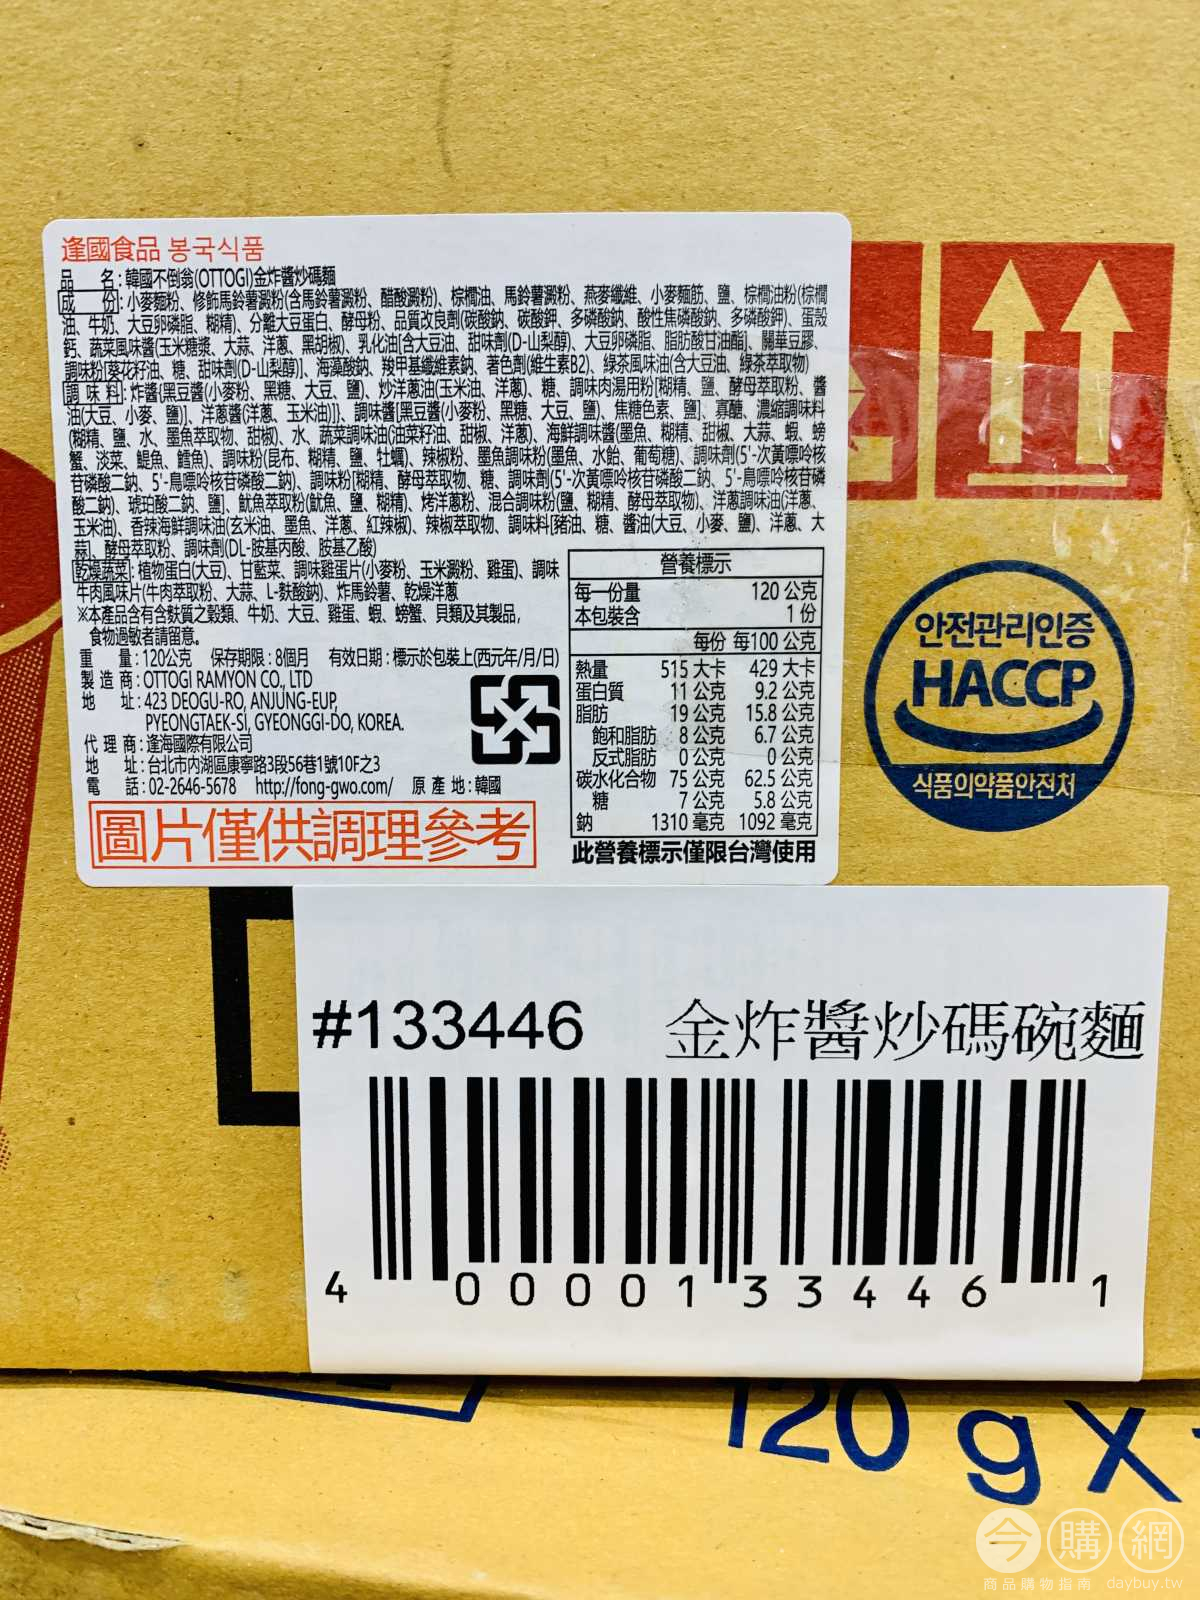 逢國食品 봉국식품
品　名：韓國不倒翁(OTTOGI)金炸醬炒碼麵
成　份：小麥麵粉、修飾馬鈴薯澱粉(含馬鈴薯澱粉、醋酸澱粉)、棕櫚油、馬鈴薯澱粉、燕麥纖維、小麥麵筋、鹽、棕櫚油粉(棕櫚
油、牛奶、大豆卵磷脂、糊精)、分離大豆蛋白、酵母粉、品質改良劑(碳酸鈉、碳酸鉀、多磷酸鈉、酸性焦磷酸鈉、多磷酸鉀)、蛋殼
鈣、蔬菜風味醬(玉米糖漿、大蒜、洋蔥、黑胡椒)、乳化油[含大豆油、甜味劑(D-山梨醇)、大豆卵磷脂、脂肪酸甘油酯]、關華豆膠、
調味粉[葵花籽油、糖、甜味劑(D-山梨醇)]、海藻酸鈉、羧甲基纖維素鈉、著色劑(維生素B2)、綠茶風味油(含大豆油、綠茶萃取物)
調 味 料：炸醬(黑豆醬(小麥粉、黑糖、大豆、鹽)、炒洋蔥油(玉米油、洋蔥)、糖、調味肉湯用粉[糊精、鹽、酵母萃取粉、醬
油(大豆、小麥、鹽)]、洋蔥醬(洋蔥、玉米油)]}、調味醬[黑豆醬(小麥粉、黑糖、大豆、鹽)、焦糖色素、鹽]、寡醣、濃縮調味料
(糊精、鹽、水、墨魚萃取物、甜椒)、水、蔬菜調味油(油菜籽油、甜椒、洋蔥)、海鮮調味醬(墨魚、糊精、甜椒、大蒜、蝦、螃
蟹、淡菜、鯷魚、鱈魚)、調味粉(昆布、糊精、鹽、牡蠣)、辣椒粉、墨魚調味粉(墨魚、水飴、葡萄糖)、調味劑(5'-次黃嘌呤核
苷磷酸二鈉、5'-鳥嘌呤核苷磷酸二鈉)、調味粉[糊精、酵母萃取物、糖、調味劑(5'-次黃嘌呤核苷磷酸二鈉、5'-鳥嘌呤核苷磷
酸二鈉)、琥珀酸二鈉、鹽]、魷魚萃取粉(魷魚、鹽、糊精)、烤洋蔥粉、混合調味粉(鹽、糊精、酵母萃取物)、洋蔥調味油(洋蔥、
玉米油)、香辣海鮮調味油(玄米油、墨魚、洋蔥、紅辣椒)、辣椒萃取物、調味料[豬油、糖、醬油(大豆、小麥、鹽)、洋蔥、大
蒜]、酵母萃取粉、調味劑(DL-胺基丙酸、胺基乙酸)
乾燥蔬菜：植物蛋白(大豆)、甘藍菜、調味雞蛋片(小麥粉、玉米澱粉、雞蛋)、調味
牛肉風味片(牛肉萃取粉、大蒜、L-麩酸鈉)、炸馬鈴薯、乾燥洋蔥
※本產品含有含麩質之穀類、牛奶、大豆、雞蛋、蝦、螃蟹、貝類及其製品，
食物過敏者請留意。
重　量：120公克　保存期限：8個月　有效日期：標示於包裝上(西元年/月/日)
製 造 商：OTTOGI RAMYON CO., LTD
地　址：423 DEOGU-RO, ANJUNG-EUP,
PYEONGTAEK-SI, GYEONGGI-DO, KOREA.
代 理 商：逢海國際有限公司
地　址：台北市內湖區康寧路3段56巷1號10F之3
電　話：02-2646-5678　http://fong-gwo.com/　原 產 地：韓國
圖片僅供調理參考
營養標示
每一份量　120 公克
本包裝含　1 份
每份　每100 公克
熱量　515 大卡　429 大卡
蛋白質　11 公克　9.2 公克
脂肪　19 公克　15.8 公克
飽和脂肪　8 公克　6.7 公克
反式脂肪　0 公克　0 公克
碳水化合物　75 公克　62.5 公克
糖　7 公克　5.8 公克
鈉　1310 毫克　1092 毫克
此營養標示僅限台灣使用
안전관리인증
HACCP
식품의약품안전처
#133446　金炸醬炒碼碗麵
4 00001 33446 1
120 g X
今購網
商品購物指南 daybuy.tw